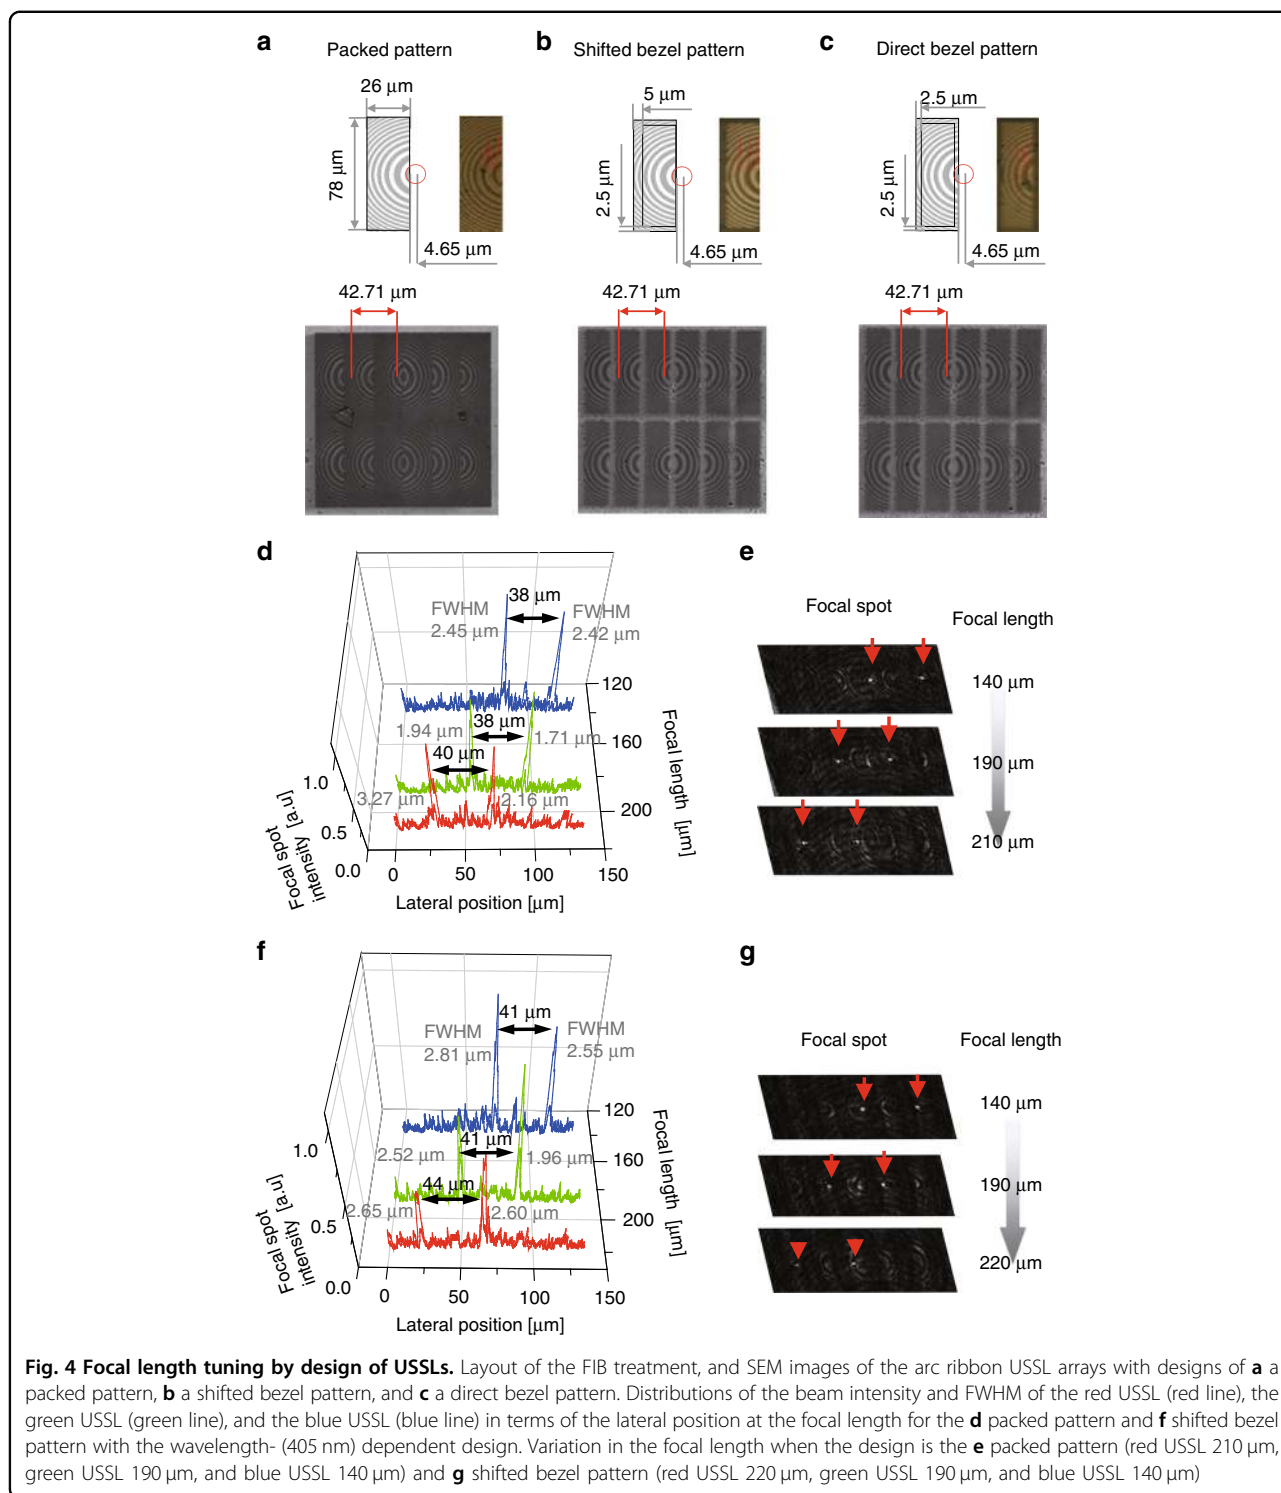 a
Packed pattern
26 µm
78 µm
4.65 µm
42.71 µm
b
Shifted bezel pattern
5 µm
2.5 µm
4.65 µm
42.71 µm
c
Direct bezel pattern
2.5 µm
2.5 µm
4.65 µm
42.71 µm
d
38 µm
FWHM
2.45 µm
FWHM
2.42 µm
38 µm
1.94 µm
1.71 µm
40 µm
3.27 µm
2.16 µm
120
160
200
Focal length [µm]
1.0
0.5
0.0
Focal spot
intensity [a.u]
0
50
100
150
Lateral position [µm]
e
Focal spot
Focal length
140 µm
190 µm
210 µm
f
41 µm
FWHM
2.81 µm
FWHM
2.55 µm
41 µm
2.52 µm
1.96 µm
44 µm
2.65 µm
2.60 µm
120
160
200
Focal length [µm]
1.0
0.5
0.0
Focal spot
intensity [a.u]
0
50
100
150
Lateral position [µm]
g
Focal spot
Focal length
140 µm
190 µm
220 µm
Fig. 4 Focal length tuning by design of USSLs. Layout of the FIB treatment, and SEM images of the arc ribbon USSL arrays with designs of a a
packed pattern, b a shifted bezel pattern, and c a direct bezel pattern. Distributions of the beam intensity and FWHM of the red USSL (red line), the
green USSL (green line), and the blue USSL (blue line) in terms of the lateral position at the focal length for the d packed pattern and f shifted bezel
pattern with the wavelength- (405 nm) dependent design. Variation in the focal length when the design is the e packed pattern (red USSL 210 µm,
green USSL 190 µm, and blue USSL 140 µm) and g shifted bezel pattern (red USSL 220 µm, green USSL 190 µm, and blue USSL 140 µm)